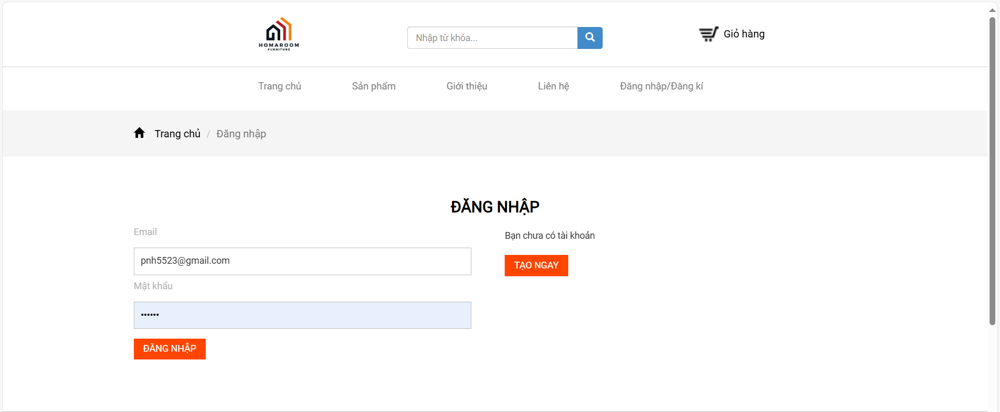 HOMAROOM
FURNITURE
Nhập từ khóa...
Giỏ hàng
Trang chủ
Sản phẩm
Giới thiệu
Liên hệ
Đăng nhập/Đăng kí
Trang chủ / Đăng nhập
ĐĂNG NHẬP
Email
pnh5523@gmail.com
Mật khẩu
••••••
ĐĂNG NHẬP
Bạn chưa có tài khoản
TẠO NGAY